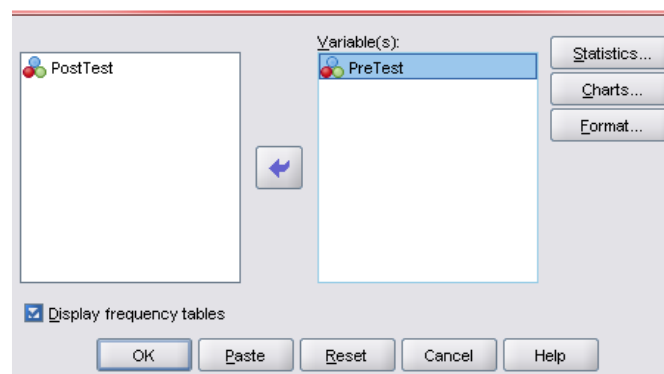 Variable(s):
PostTest
PreTest
Statistics...
Charts...
Format...
Display frequency tables
OK
Paste
Reset
Cancel
Help